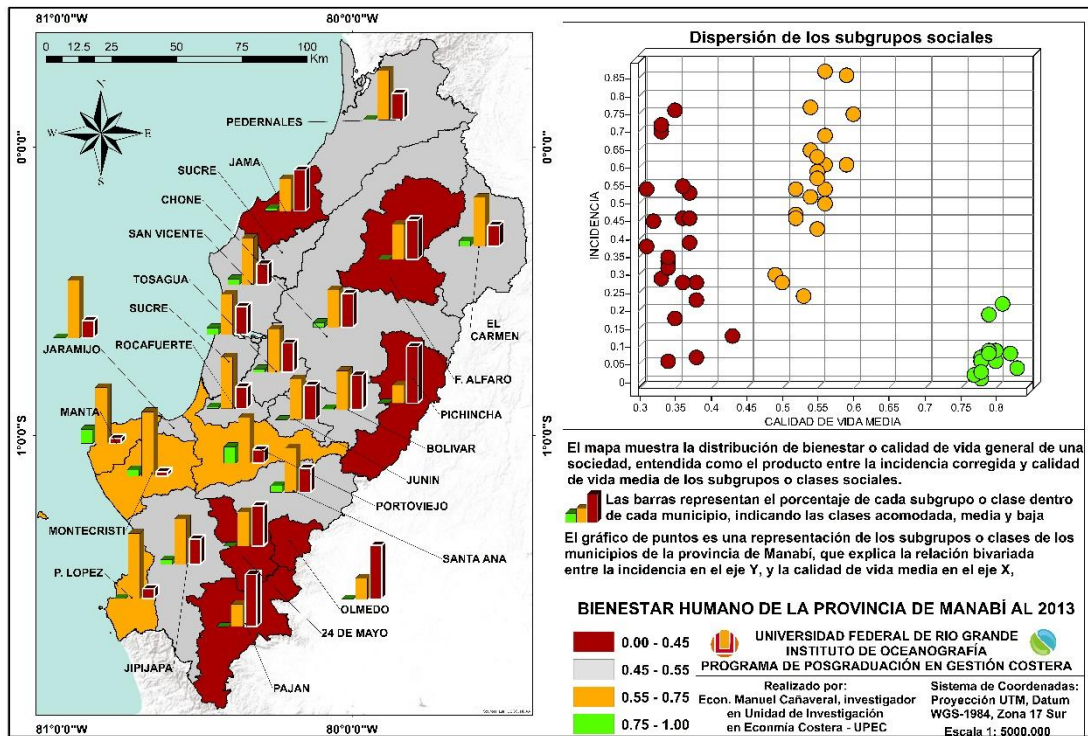 81°0'0"W
80°0'0"W
0 12.5 25 50 75 100
Km
N
W E
S
PEDERNALES
0°0'0"
JAMA
SUCRE
CHONE
SAN VICENTE
TOSAGUA
SUCRE
ROCAFUERTE
JARAMIJO
EL
CARMEN
F. ALFARO
MANTA
PICHINCHA
1°0'0"S
BOLIVAR
JUNIN
PORTOVIEJO
MONTECRISTI
SANTA ANA
P. LOPEZ
OLMEDO
24 DE MAYO
JIPIJAPA
PAJAN
81°0'0"W
80°0'0"W
Dispersión de los subgrupos sociales
INCIDENCIA
0.85
0.8
0.75
0.7
0.65
0.6
0.55
0.5
0.45
0.4
0.35
0.3
0.25
0.2
0.15
0.1
0.05
0
0.3 0.35 0.4 0.45 0.5 0.55 0.6 0.65 0.7 0.75 0.8
CALIDAD DE VIDA MEDIA
El mapa muestra la distribución de bienestar o calidad de vida general de una
sociedad, entendida como el producto entre la incidencia corregida y calidad
de vida media de los subgrupos o clases sociales.
Las barras representan el porcentaje de cada subgrupo o clase dentro
de cada municipio, indicando las clases acomodada, media y baja
El gráfico de puntos es una representación de los subgrupos o clases de los
municipios de la provincia de Manabí, que explica la relación bivariada
entre la incidencia en el eje Y, y la calidad de vida media en el eje X,
BIENESTAR HUMANO DE LA PROVINCIA DE MANABÍ AL 2013
0.00 - 0.45
0.45 - 0.55
0.55 - 0.75
0.75 - 1.00
UNIVERSIDAD FEDERAL DE RIO GRANDE
INSTITUTO DE OCEANOGRAFÍA
PROGRAMA DE POSGRADUACIÓN EN GESTIÓN COSTERA
Realizado por:
Econ. Manuel Cañaveral, investigador
en Unidad de Investigación
en Econmía Costera - UPEC
Sistema de Coordenadas:
Proyección UTM, Datum
WGS-1984, Zona 17 Sur
Escala 1: 5000.000